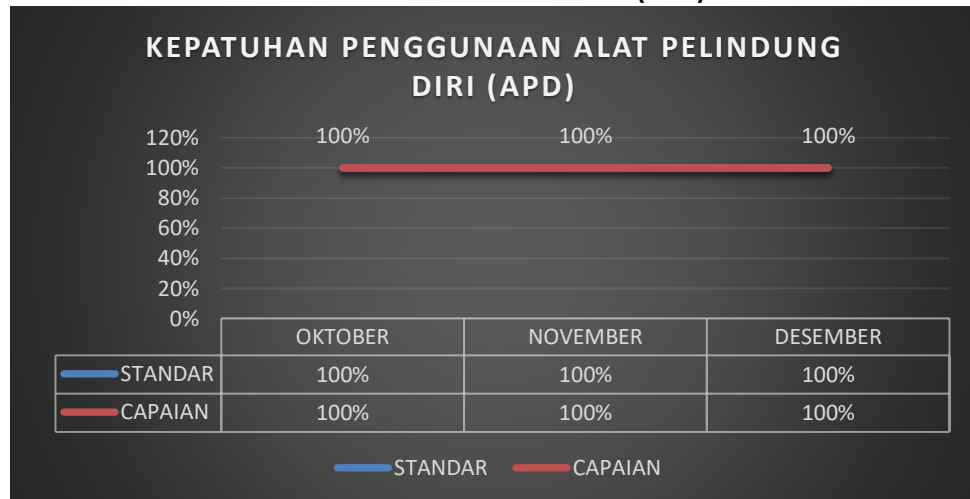 KEPATUHAN PENGGUNAAN ALAT PELINDUNG
DIRI (APD)
120%
100%
80%
60%
40%
20%
0%
100% 100% 100%
OKTOBER NOVEMBER DESEMBER
STANDAR 100% 100% 100%
CAPAIAN 100% 100% 100%
STANDAR CAPAIAN